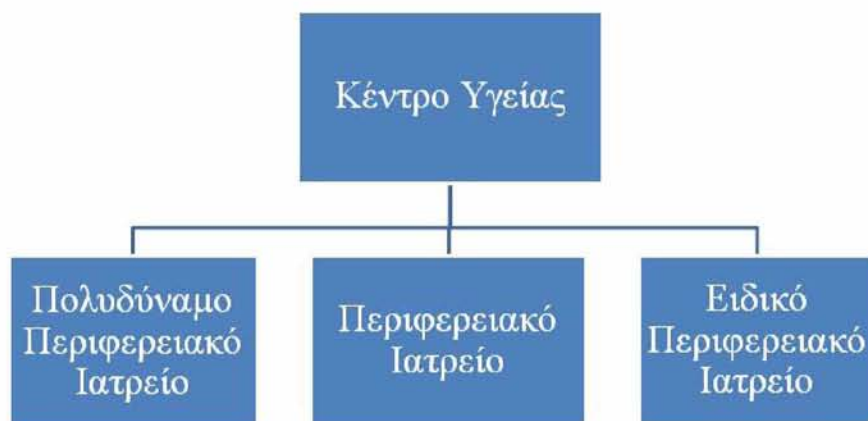 Κέντρο Υγείας
Πολυδύναμο
Περιφερειακό
Ιατρείο
Περιφερειακό
Ιατρείο
Ειδικό
Περιφερειακό
Ιατρείο